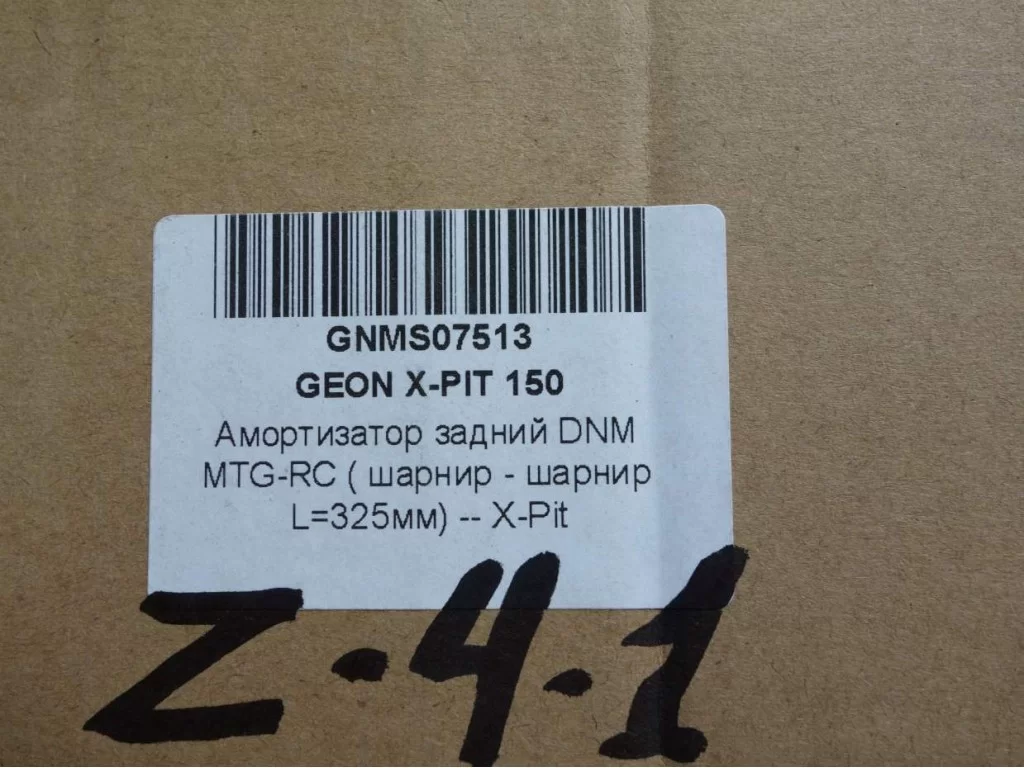 GNMS07513
GEON X-PIT 150
Амортизатор задний DNM
MTG-RC ( шарнир - шарнир
L=325мм) -- X-Pit
Z-4-1